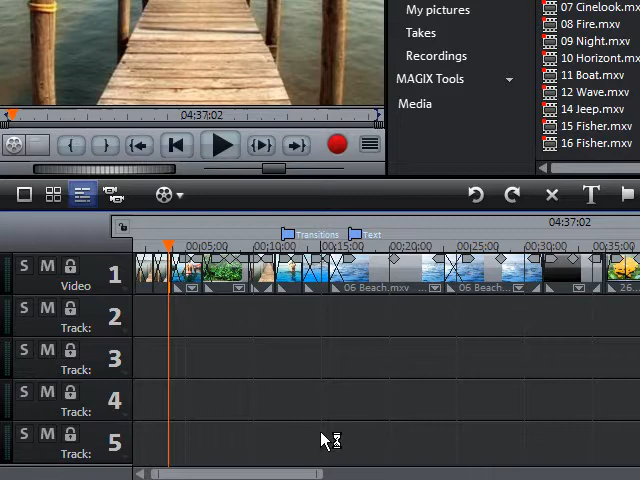 My pictures
Takes
Recordings
MAGIX Tools
Media
07 Cinelook.mxv
08 Fire.mxv
09 Night.mxv
10 Horizont.mx
11 Boat.mxv
12 Wave.mxv
14 Jeep.mxv
15 Fisher.mxv
16 Fisher.mxv
04:37:02
04:37:02
Transitions Text
00:05:00 00:10:00 00:15:00 00:20:00 00:25:00 00:30:00 00:35:00
S M 1
Video
06 Beach.mxv ... 06 Beach.mxv ... 26...
S M 2
Track:
S M 3
Track:
S M 4
Track:
S M 5
Track: